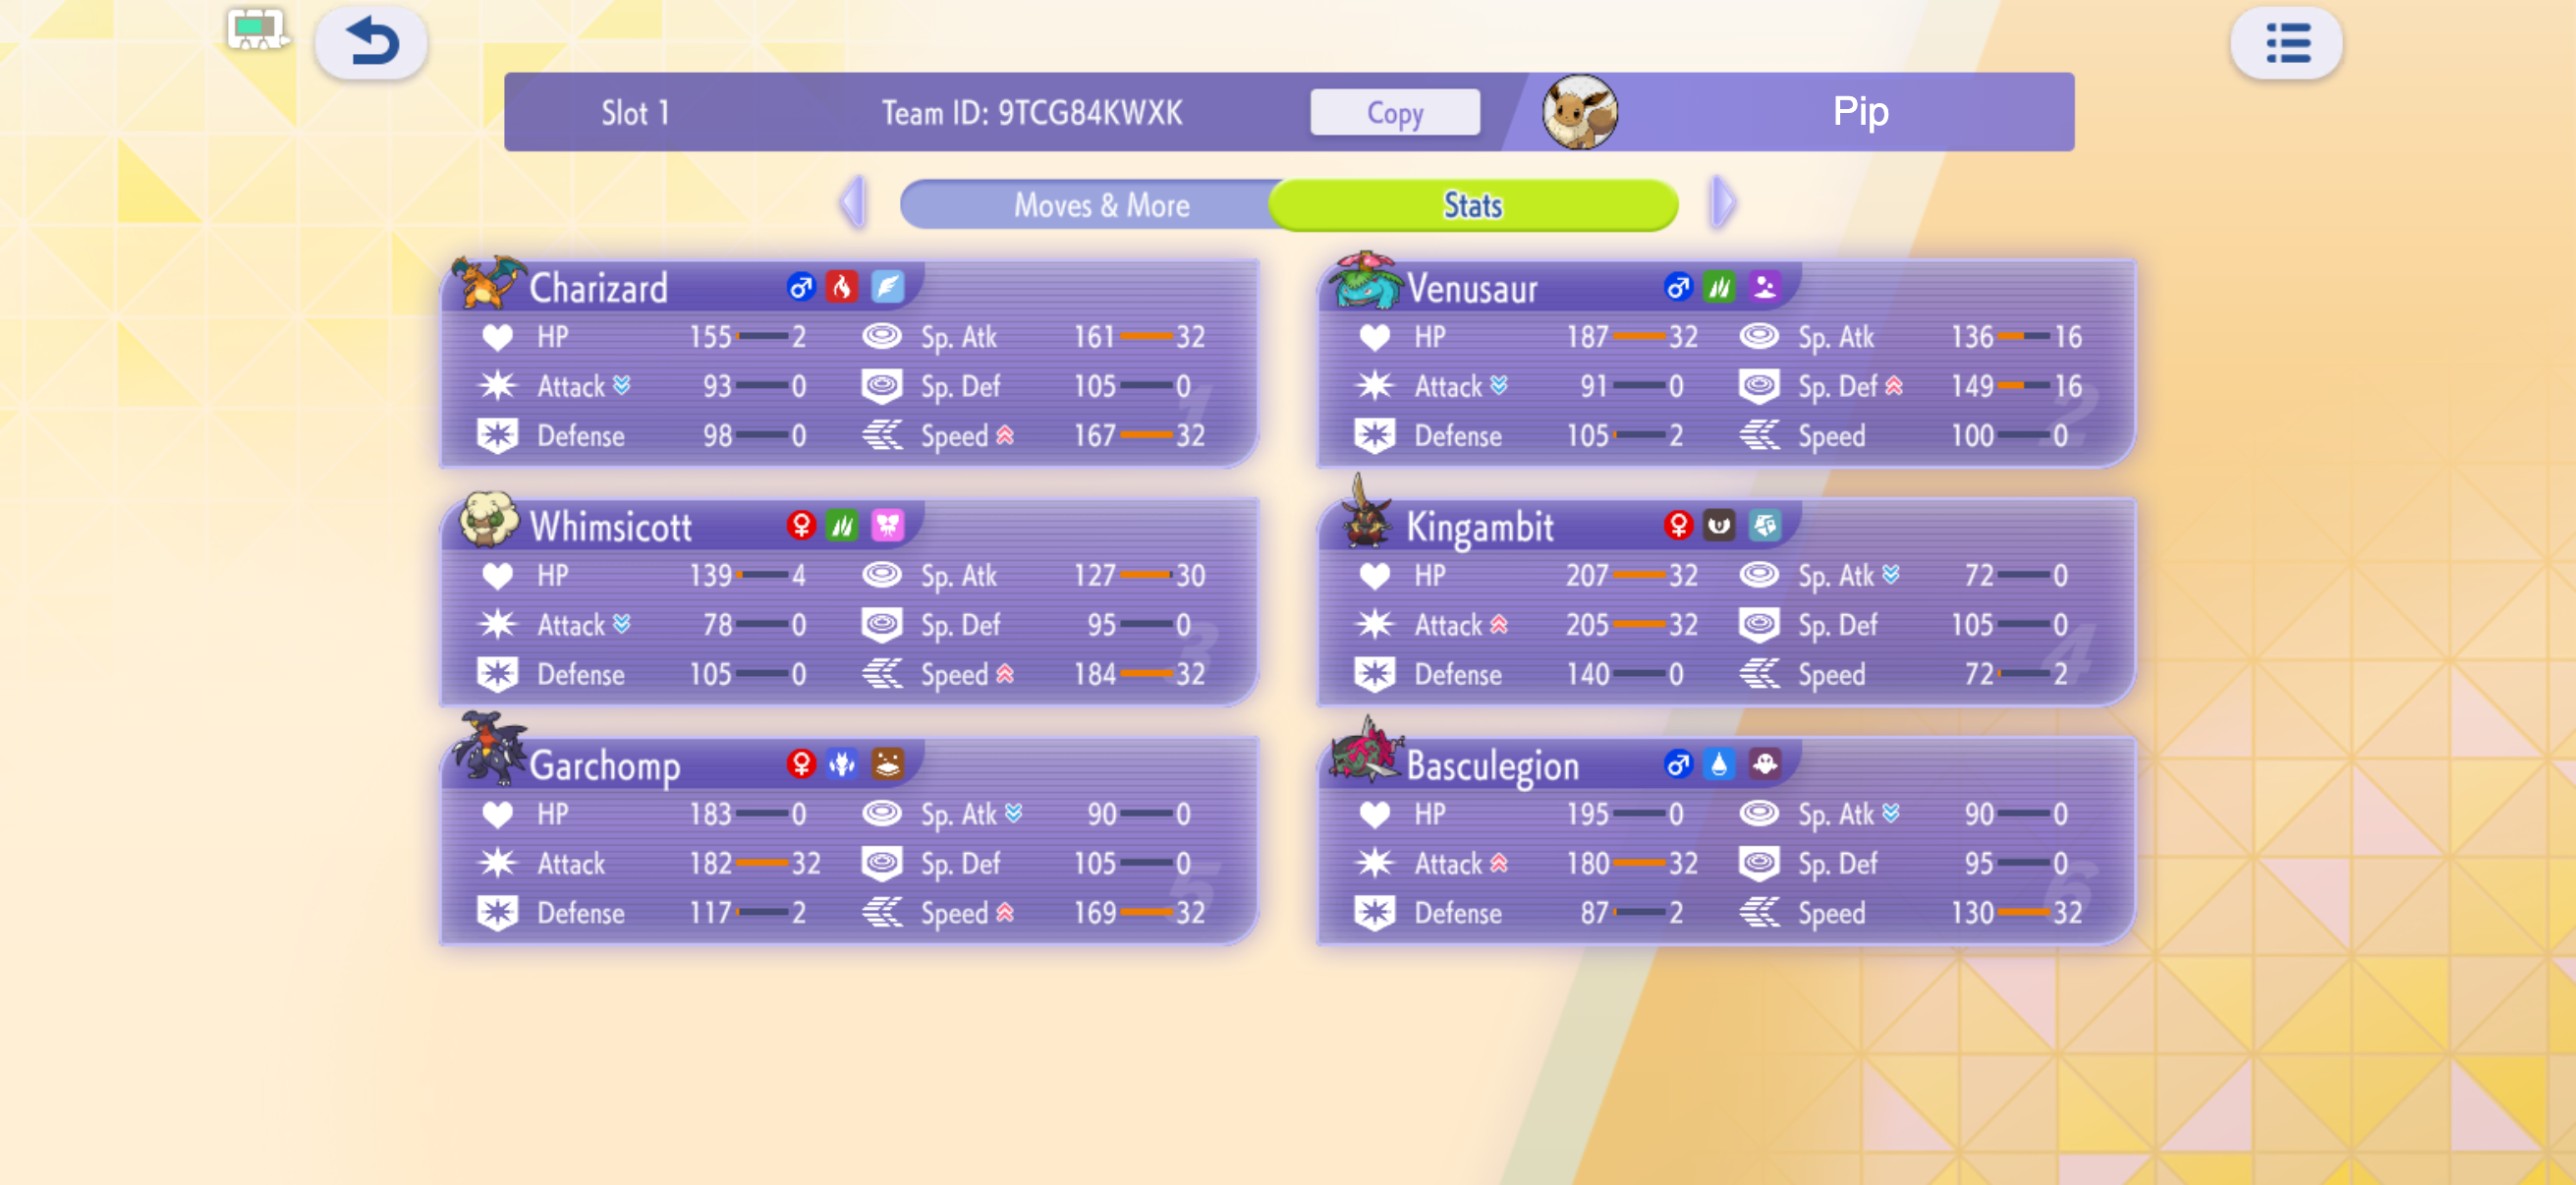 Slot 1 Team ID: 9TCG84KWXK Copy Pip
Moves & More Stats
Charizard
HP 155 2 Sp. Atk 161 32
Attack 93 0 Sp. Def 105 0
Defense 98 0 Speed 167 32
1
Venusaur
HP 187 32 Sp. Atk 136 16
Attack 91 0 Sp. Def 149 16
Defense 105 2 Speed 100 0
2
Whimsicott
HP 139 4 Sp. Atk 127 30
Attack 78 0 Sp. Def 95 0
Defense 105 0 Speed 184 32
3
Kingambit
HP 207 32 Sp. Atk 72 0
Attack 205 32 Sp. Def 105 0
Defense 140 0 Speed 72 2
4
Garchomp
HP 183 0 Sp. Atk 90 0
Attack 182 32 Sp. Def 105 0
Defense 117 2 Speed 169 32
5
Basculegion
HP 195 0 Sp. Atk 90 0
Attack 180 32 Sp. Def 95 0
Defense 87 2 Speed 130 32
6